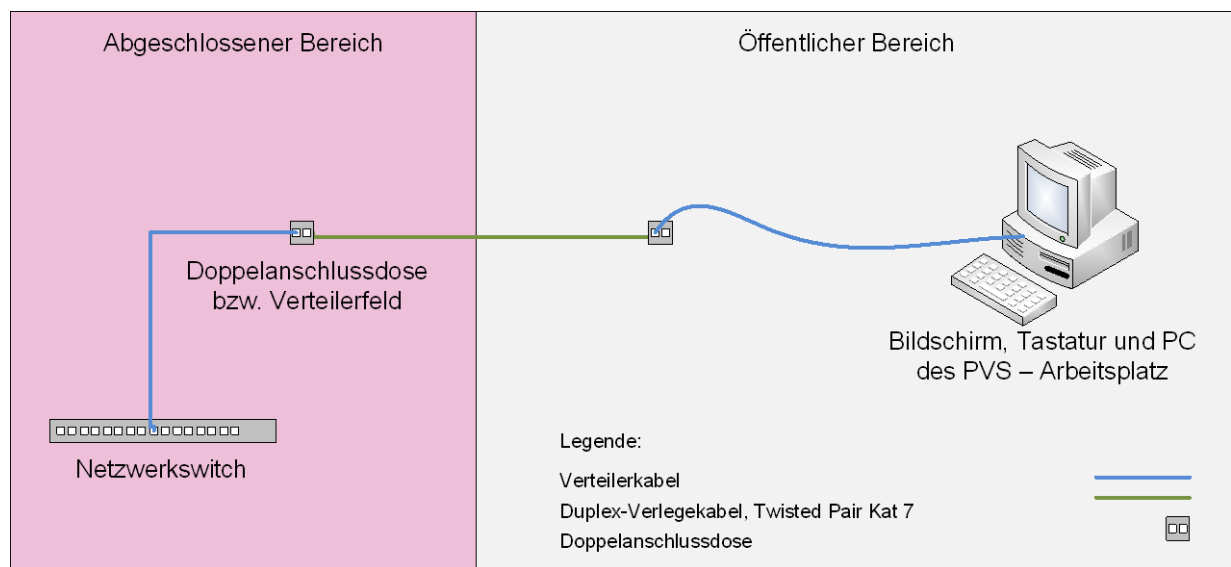 Abgeschlossener Bereich
Öffentlicher Bereich
Doppelanschlussdose
bzw. Verteilerfeld
Bildschirm, Tastatur und PC
des PVS – Arbeitsplatz
Netzwerkswitch
Legende:
Verteilerkabel
Duplex-Verlegekabel, Twisted Pair Kat 7
Doppelanschlussdose